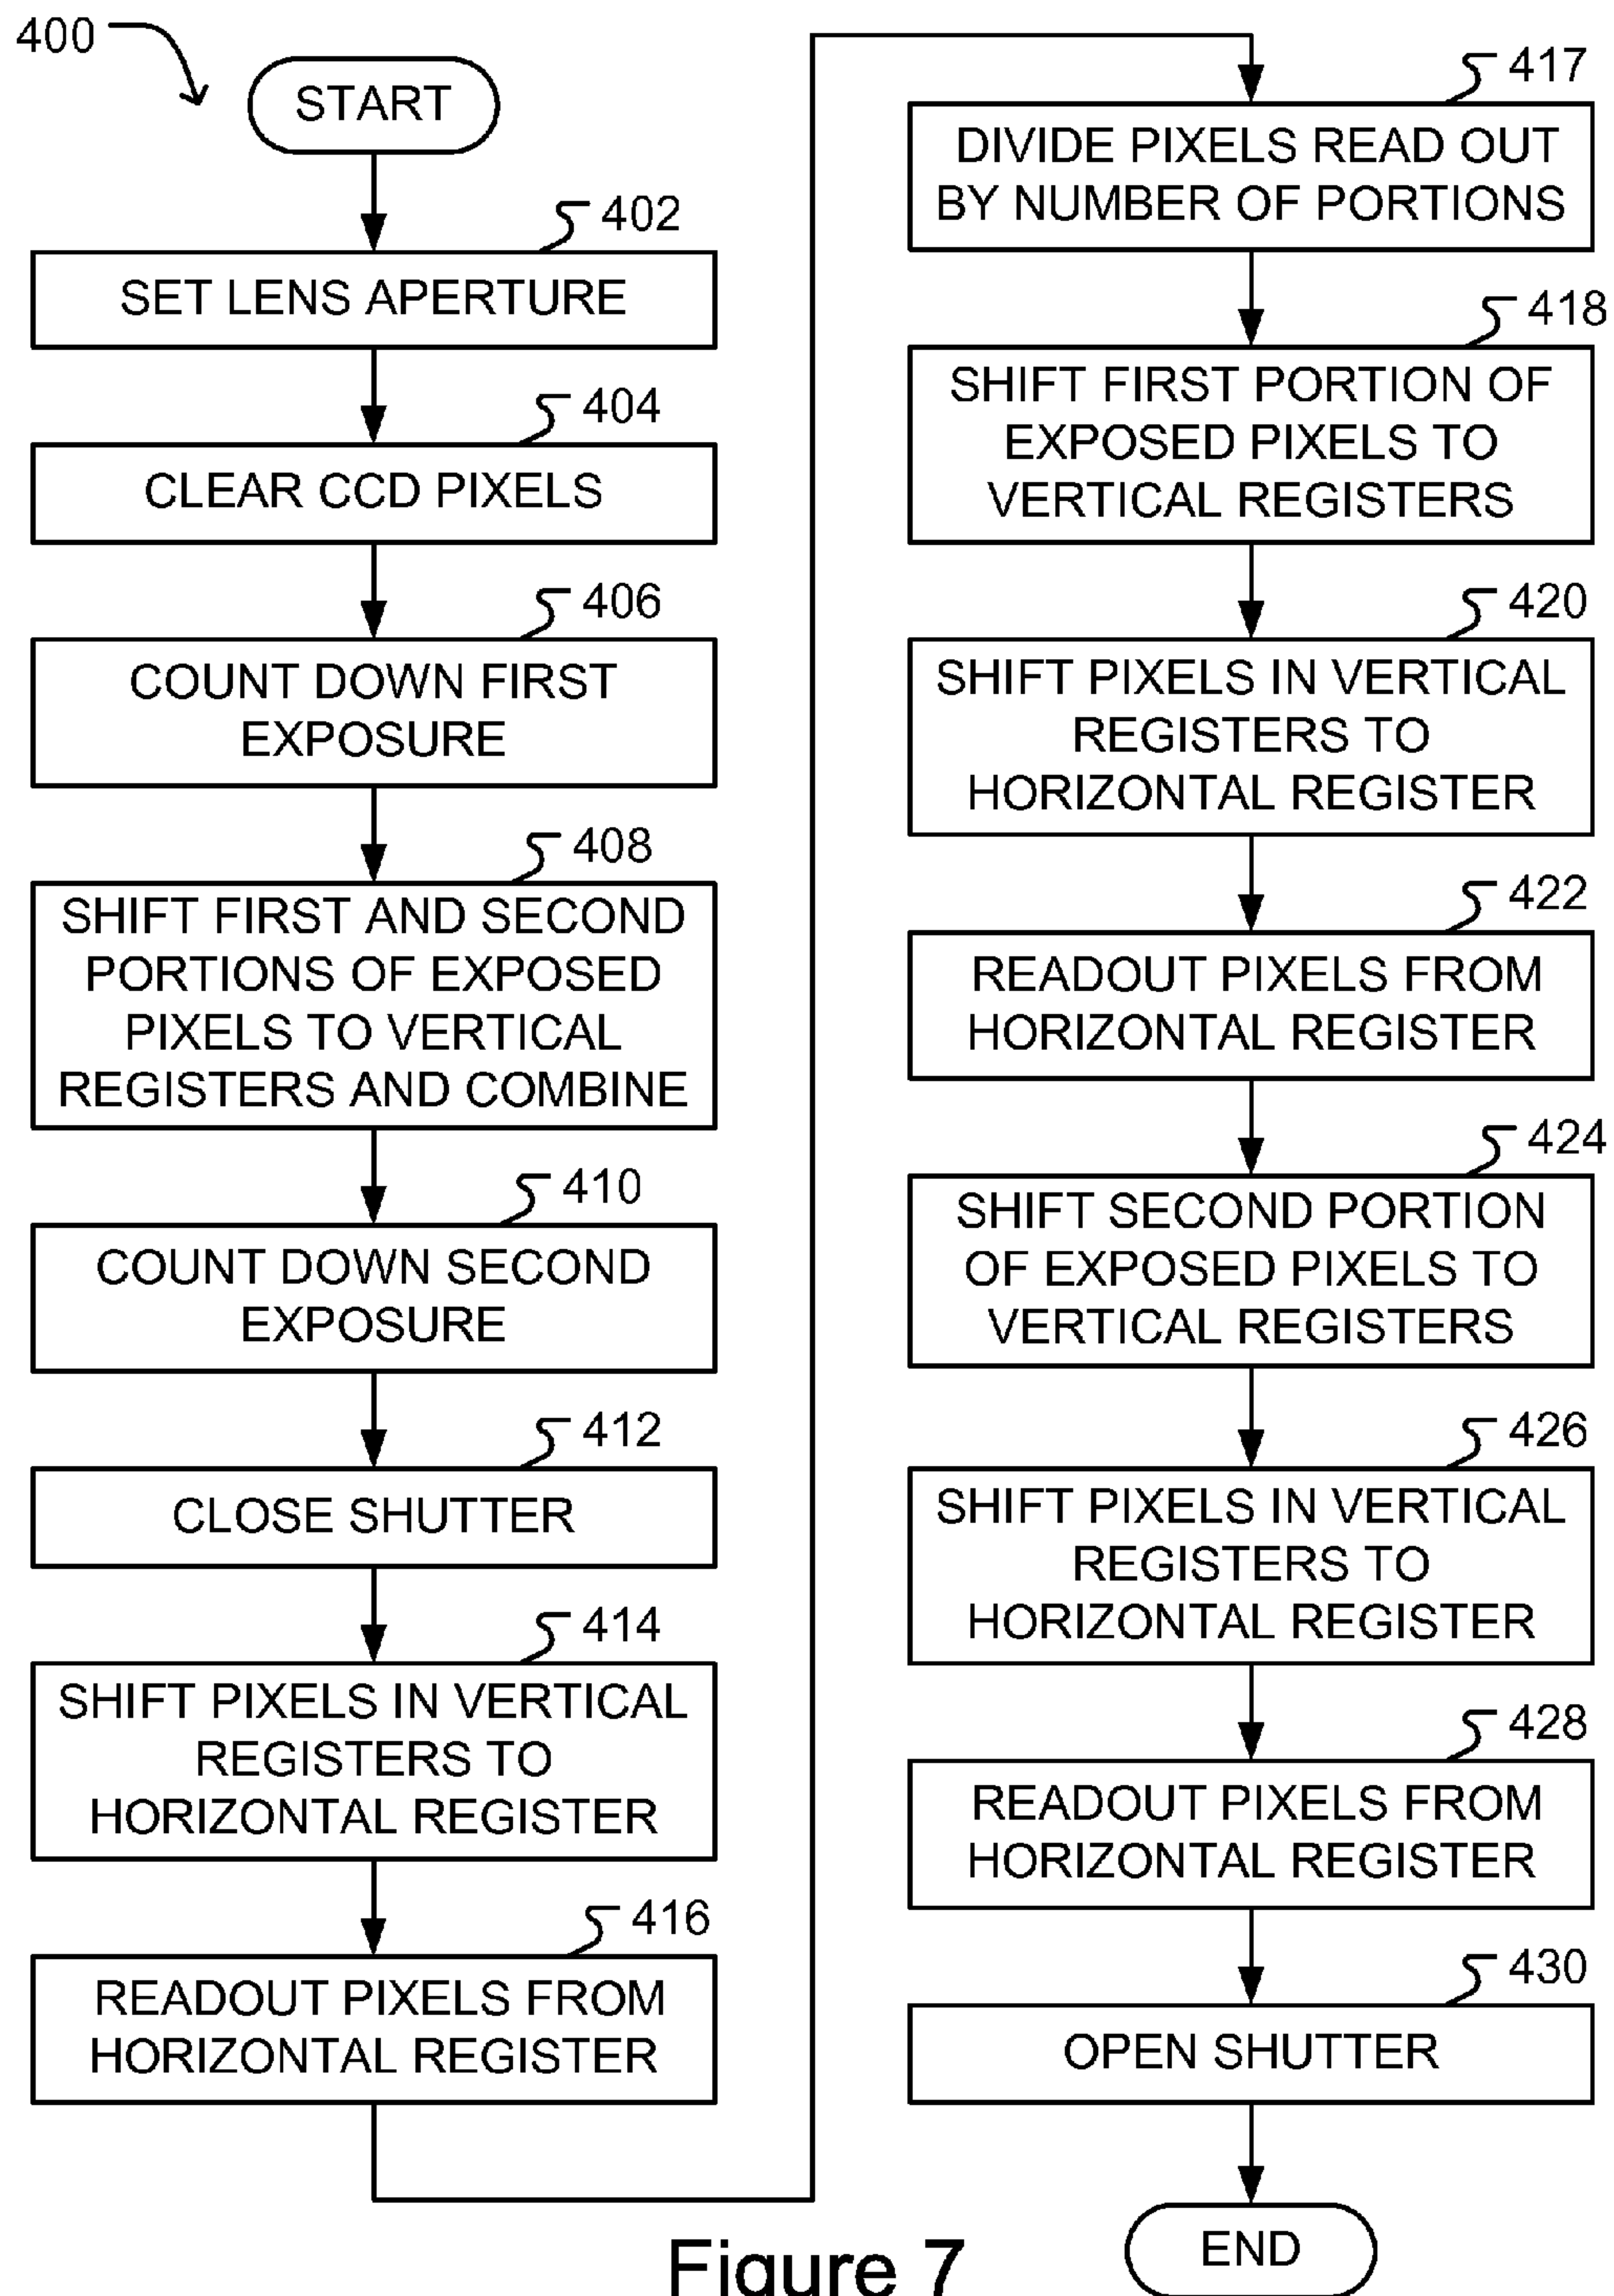 400
START
402
SET LENS APERTURE
404
CLEAR CCD PIXELS
406
COUNT DOWN FIRST
EXPOSURE
408
SHIFT FIRST AND SECOND
PORTIONS OF EXPOSED
PIXELS TO VERTICAL
REGISTERS AND COMBINE
410
COUNT DOWN SECOND
EXPOSURE
412
CLOSE SHUTTER
414
SHIFT PIXELS IN VERTICAL
REGISTERS TO
HORIZONTAL REGISTER
416
READOUT PIXELS FROM
HORIZONTAL REGISTER
417
DIVIDE PIXELS READ OUT
BY NUMBER OF PORTIONS
418
SHIFT FIRST PORTION OF
EXPOSED PIXELS TO
VERTICAL REGISTERS
420
SHIFT PIXELS IN VERTICAL
REGISTERS TO
HORIZONTAL REGISTER
422
READOUT PIXELS FROM
HORIZONTAL REGISTER
424
SHIFT SECOND PORTION
OF EXPOSED PIXELS TO
VERTICAL REGISTERS
426
SHIFT PIXELS IN VERTICAL
REGISTERS TO
HORIZONTAL REGISTER
428
READOUT PIXELS FROM
HORIZONTAL REGISTER
430
OPEN SHUTTER
END
Figure 7